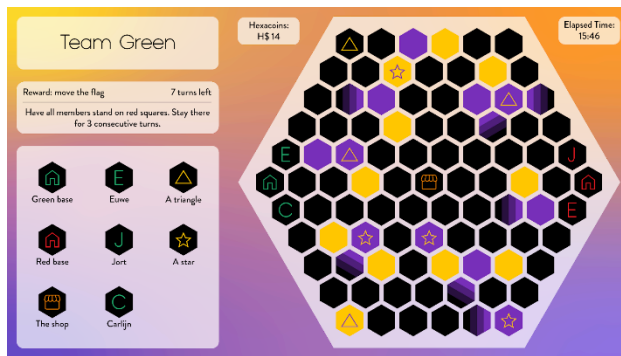 Team Green
Hexacoins:
H$ 14
Elapsed Time:
15:46
Reward: move the flag
7 turns left
Have all members stand on red squares. Stay there
for 3 consecutive turns.
E
J
C
E
E
J
C
Green base
Euwe
A triangle
Red base
Jort
A star
The shop
Carlijn